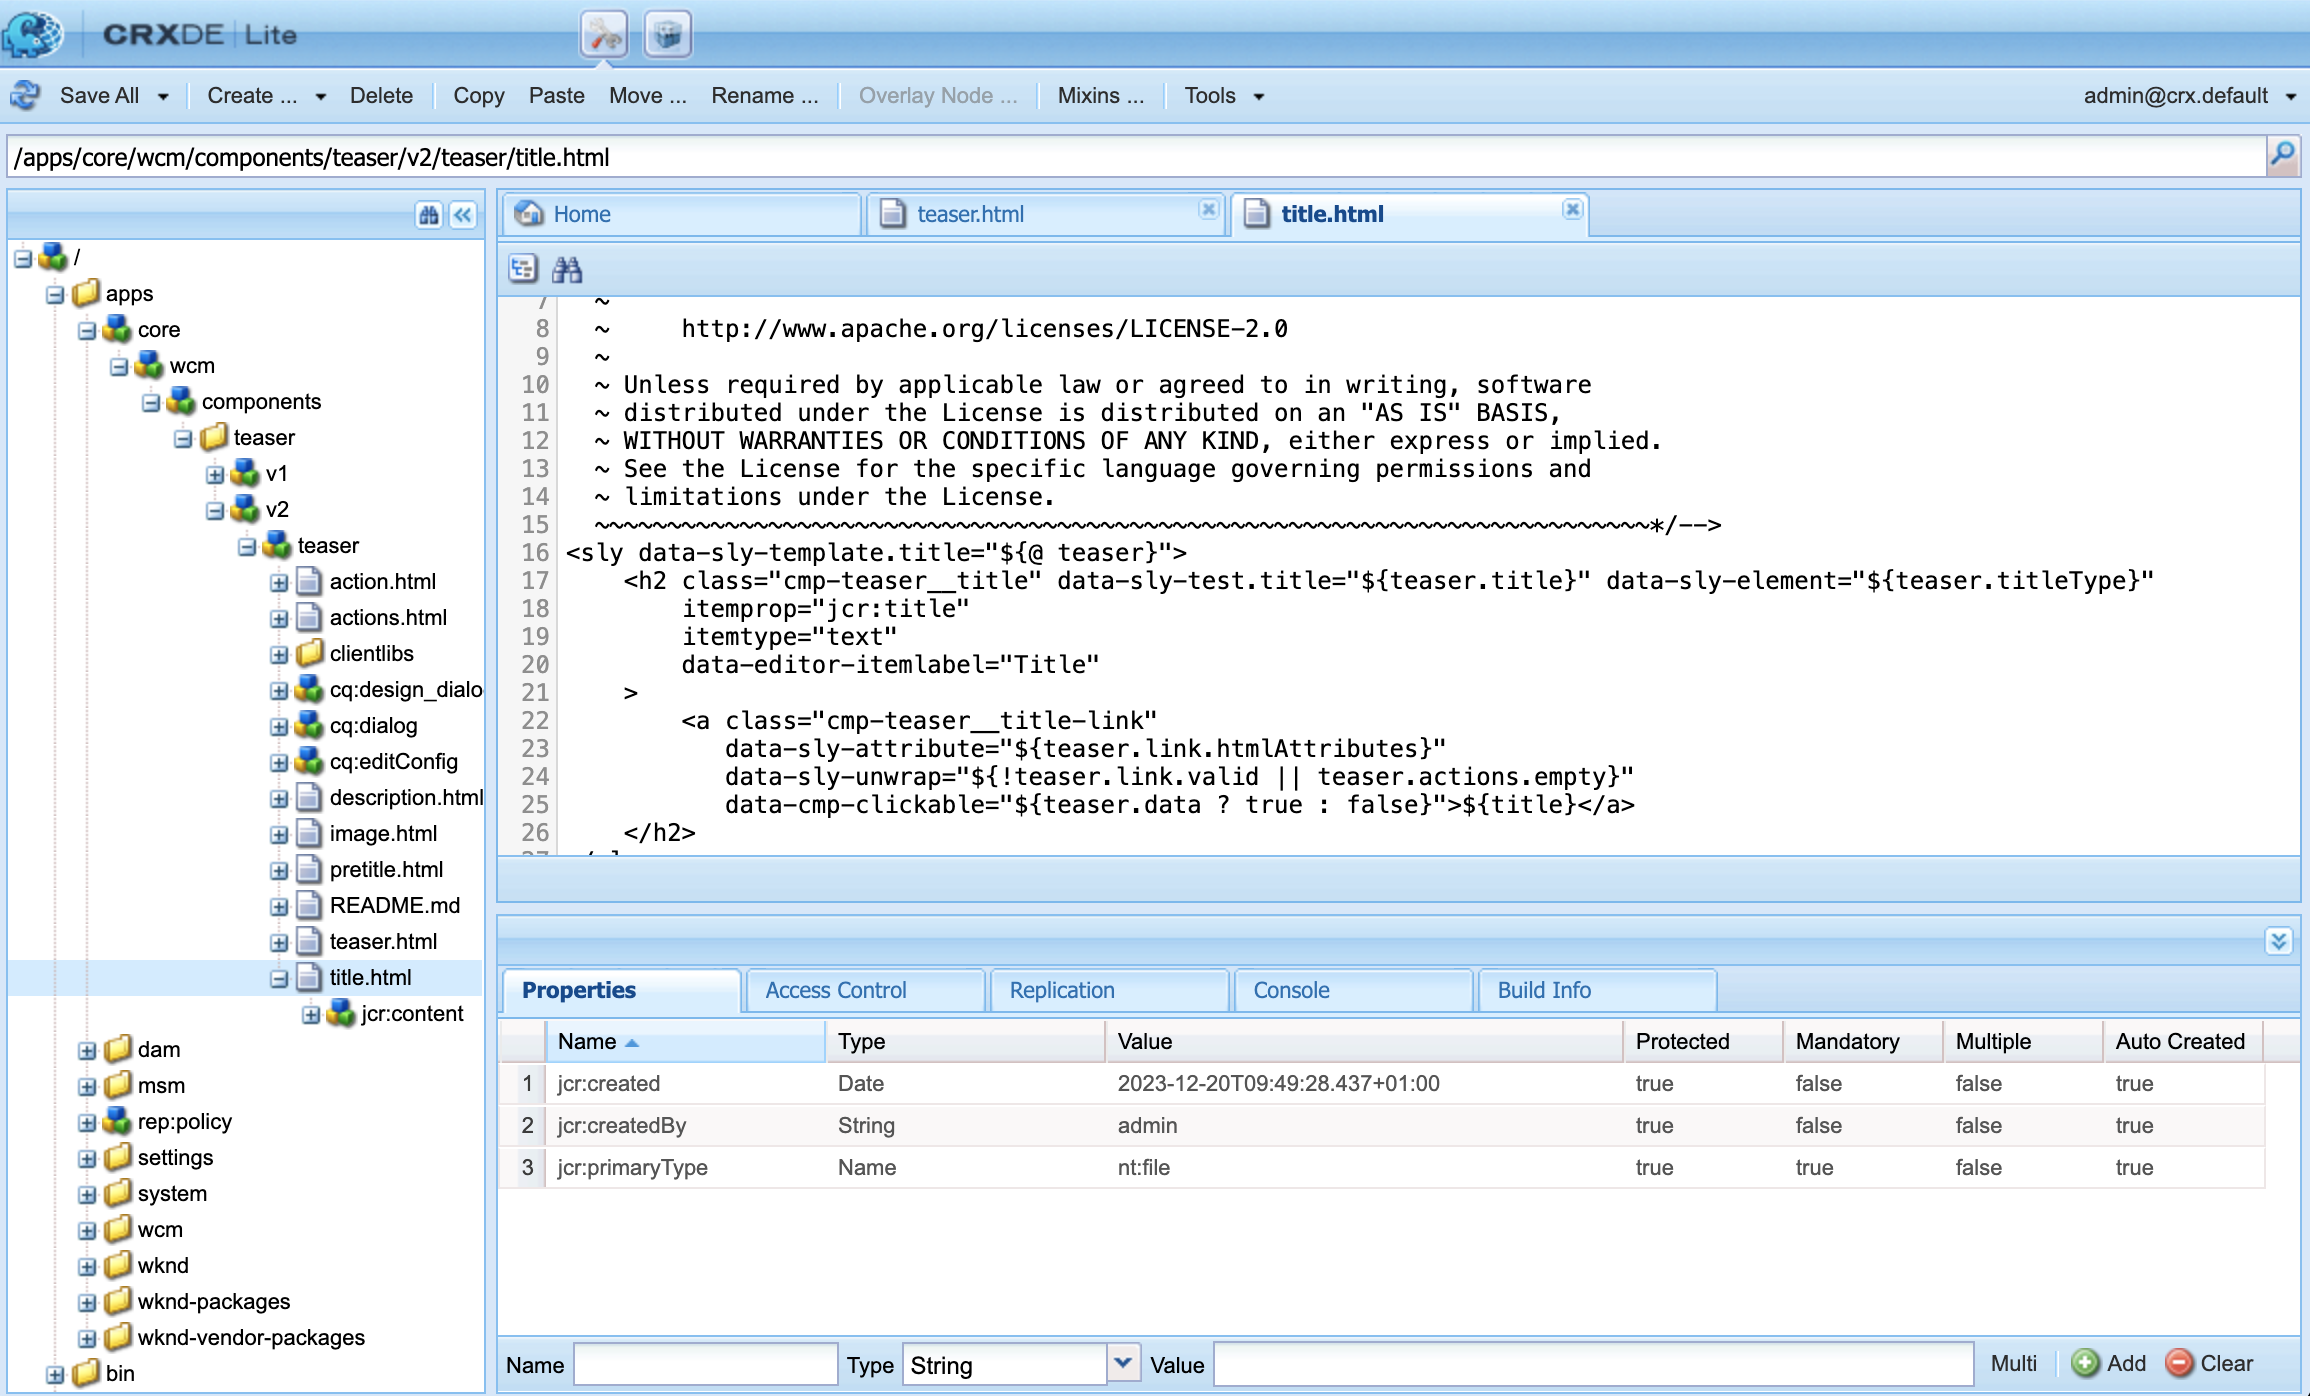 CRXDE | Lite
Save All Create ... Delete Copy Paste Move ... Rename ... Overlay Node ... Mixins ... Tools admin@crx.default
/apps/core/wcm/components/teaser/v2/teaser/title.html
/
apps
core
wcm
components
teaser
v1
v2
teaser
action.html
actions.html
clientlibs
cq:design_dialo
cq:dialog
cq:editConfig
description.html
image.html
pretitle.html
README.md
teaser.html
title.html
jcr:content
dam
msm
rep:policy
settings
system
wcm
wknd
wknd-packages
wknd-vendor-packages
bin
Home teaser.html title.html
7 ~
8 ~ http://www.apache.org/licenses/LICENSE-2.0
9 ~
10 ~ Unless required by applicable law or agreed to in writing, software
11 ~ distributed under the License is distributed on an "AS IS" BASIS,
12 ~ WITHOUT WARRANTIES OR CONDITIONS OF ANY KIND, either express or implied.
13 ~ See the License for the specific language governing permissions and
14 ~ limitations under the License.
15 ~~~~~~~~~~~~~~~~~~~~~~~~~~~~~~~~~~~~~~~~~~~~~~~~~~~~~~~~~~~~~~~~~~~~~~~~~*/-->
16 <sly data-sly-template.title="${@ teaser}">
17 <h2 class="cmp-teaser__title" data-sly-test.title="${teaser.title}" data-sly-element="${teaser.titleType}"
18 itemprop="jcr:title"
19 itemtype="text"
20 data-editor-itemlabel="Title"
21 >
22 <a class="cmp-teaser__title-link"
23 data-sly-attribute="${teaser.link.htmlAttributes}"
24 data-sly-unwrap="${!teaser.link.valid || teaser.actions.empty}"
25 data-cmp-clickable="${teaser.data ? true : false}">${title}</a>
26 </h2>
Properties Access Control Replication Console Build Info
Name Type Value Protected Mandatory Multiple Auto Created
1 jcr:created Date 2023-12-20T09:49:28.437+01:00 true false false true
2 jcr:createdBy String admin true false false true
3 jcr:primaryType Name nt:file true true false true
Name Type String Value Multi Add Clear